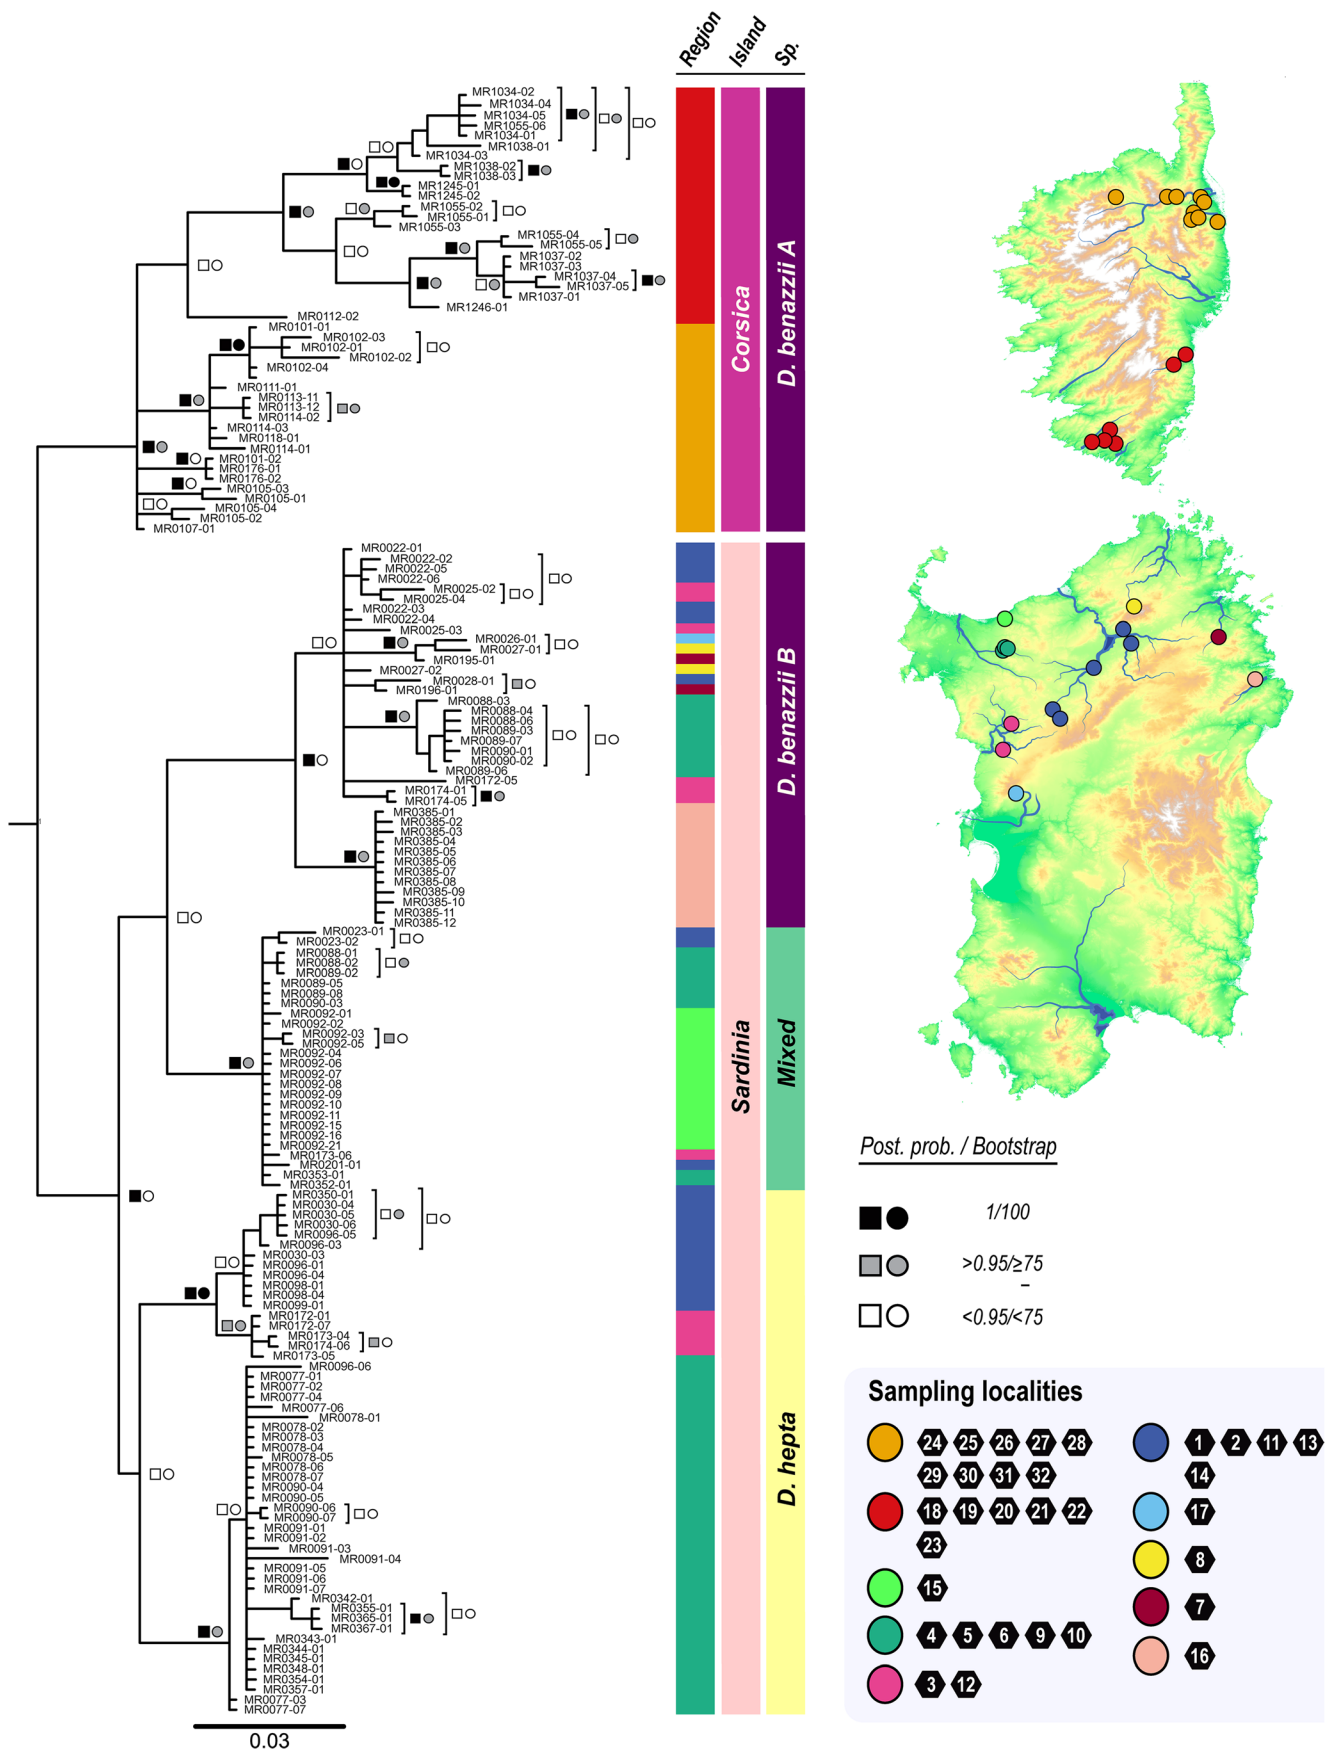 Region
Island
Sp.
MR1034-02
MR1034-04
MR1034-05
MR1055-06
MR1034-01
MR1038-01
MR1034-03
MR1038-02
MR1038-03
MR1245-01
MR1245-02
MR1055-02
MR1055-01
MR1055-03
MR1055-04
MR1055-05
MR1037-02
MR1037-03
MR1037-04
MR1037-05
MR1037-01
MR1246-01
MR0112-02
MR0101-01
MR0102-03
MR0102-01
MR0102-02
MR0102-04
MR0111-01
MR0113-11
MR0113-12
MR0114-02
MR0114-03
MR0118-01
MR0114-01
MR0101-02
MR0176-01
MR0176-02
MR0105-03
MR0105-01
MR0105-04
MR0105-02
MR0107-01
Corsica
D. benazzii A
MR0022-01
MR0022-02
MR0022-05
MR0022-06
MR0025-02
MR0025-04
MR0022-03
MR0022-04
MR0025-03
MR0026-01
MR0027-01
MR0195-01
MR0027-02
MR0028-01
MR0196-01
MR0088-03
MR0088-04
MR0088-06
MR0089-03
MR0089-07
MR0090-01
MR0090-02
MR0089-06
MR0172-05
MR0174-01
MR0174-05
MR0385-01
MR0385-02
MR0385-03
MR0385-04
MR0385-05
MR0385-06
MR0385-07
MR0385-08
MR0385-09
MR0385-10
MR0385-11
MR0385-12
D. benazzii B
MR0023-01
MR0023-02
MR0088-01
MR0088-02
MR0089-02
MR0089-05
MR0089-08
MR0090-03
MR0092-01
MR0092-02
MR0092-03
MR0092-05
MR0092-04
MR0092-06
MR0092-07
MR0092-08
MR0092-09
MR0092-10
MR0092-11
MR0092-15
MR0092-16
MR0092-21
MR0173-06
MR0201-01
MR0353-01
MR0352-01
Sardinia
Mixed
MR0350-01
MR0030-04
MR0030-05
MR0030-06
MR0096-05
MR0096-03
MR0030-03
MR0096-01
MR0096-04
MR0098-01
MR0098-04
MR0099-01
MR0172-01
MR0172-07
MR0173-04
MR0174-06
MR0173-05
MR0096-06
MR0077-01
MR0077-02
MR0077-04
MR0077-06
MR0078-01
MR0078-02
MR0078-03
MR0078-04
MR0078-05
MR0078-06
MR0078-07
MR0090-04
MR0090-05
MR0090-06
MR0090-07
MR0091-01
MR0091-02
MR0091-03
MR0091-04
MR0091-05
MR0091-06
MR0091-07
MR0342-01
MR0355-01
MR0365-01
MR0367-01
MR0343-01
MR0344-01
MR0345-01
MR0348-01
MR0354-01
MR0357-01
MR0077-03
MR0077-07
D. hepta
0.03
Post. prob. / Bootstrap
1/100
>0.95/≥75
<0.95/<75
Sampling localities
24 25 26 27 28
29 30 31 32
18 19 20 21 22
23
15
4 5 6 9 10
3 12
1 2 11 13
14
17
8
7
16